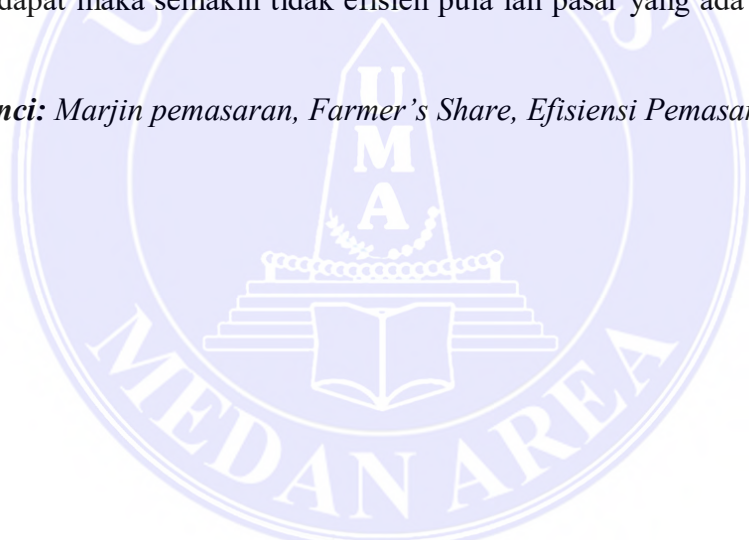 dapat maka semakin tidak efisien pula lah pasar yang ada
nci: Marjin pemasaran, Farmer’s Share, Efisiensi Pemasar
U
M
A
MEDAN AREA